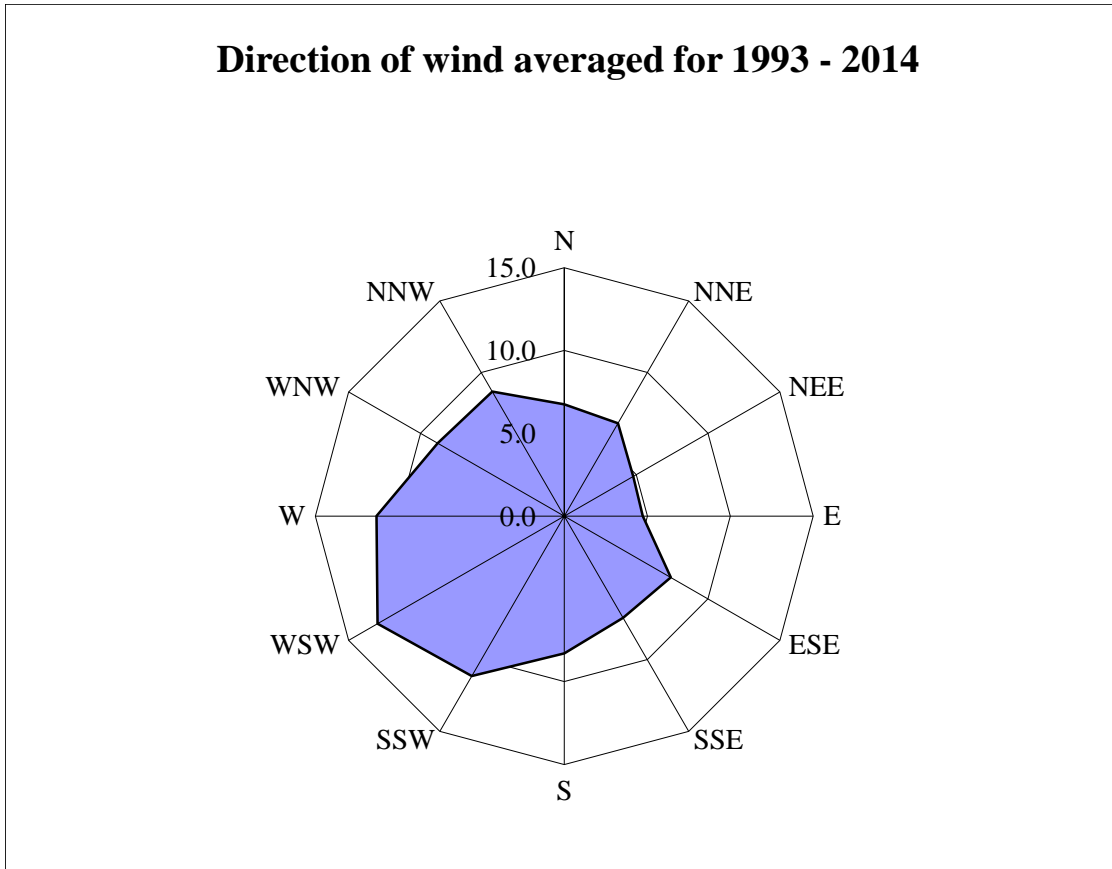 Direction of wind averaged for 1993 - 2014
N
15.0
NNW
NNE
10.0
WNW
NEE
5.0
W
0.0
E
WSW
ESE
SSW
SSE
S